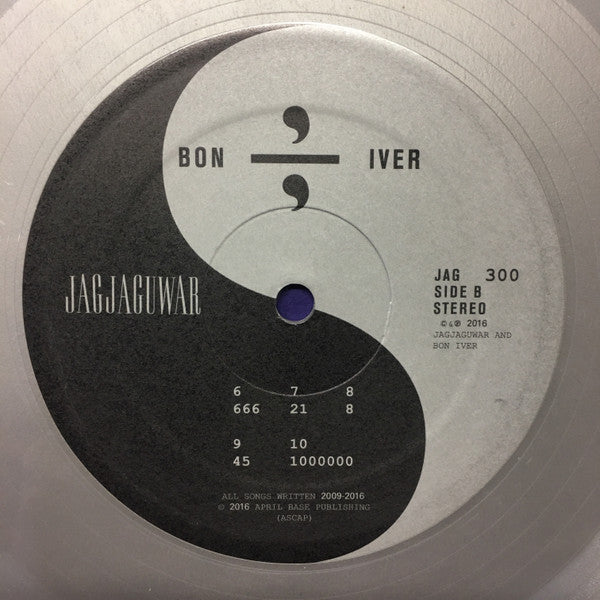 BON IVER
JAGJAGUWAR
JAG 300
SIDE B
STEREO
©&℗ 2016
JAGJAGUWAR AND
BON IVER
6 7 8
666 21 8
9 10
45 1000000
ALL SONGS WRITTEN 2009-2016
© 2016 APRIL BASE PUBLISHING
(ASCAP)